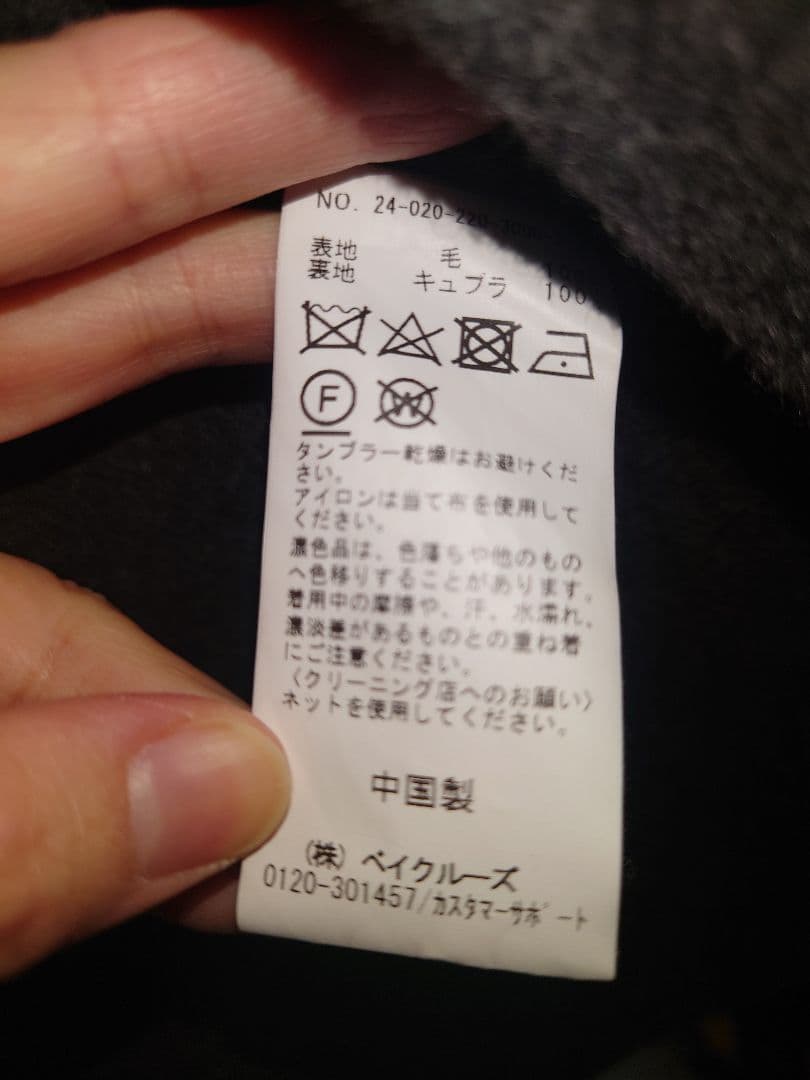 NO. 24-020-220-
表地 毛
裏地 キュプラ 100
F
W
タンブラー乾燥はお避けくだ
さい。
アイロンは当て布を使用して
ください。
濃色品は、色落ちや他のもの
へ色移りすることがあります。
着用中の摩擦や、汗、水濡れ、
濃淡差があるものとの重ね着
にご注意ください。
〈クリーニング店へのお願い〉
ネットを使用してください。
中国製
(株) ベイクルーズ
0120-301457/カスタマーサポート